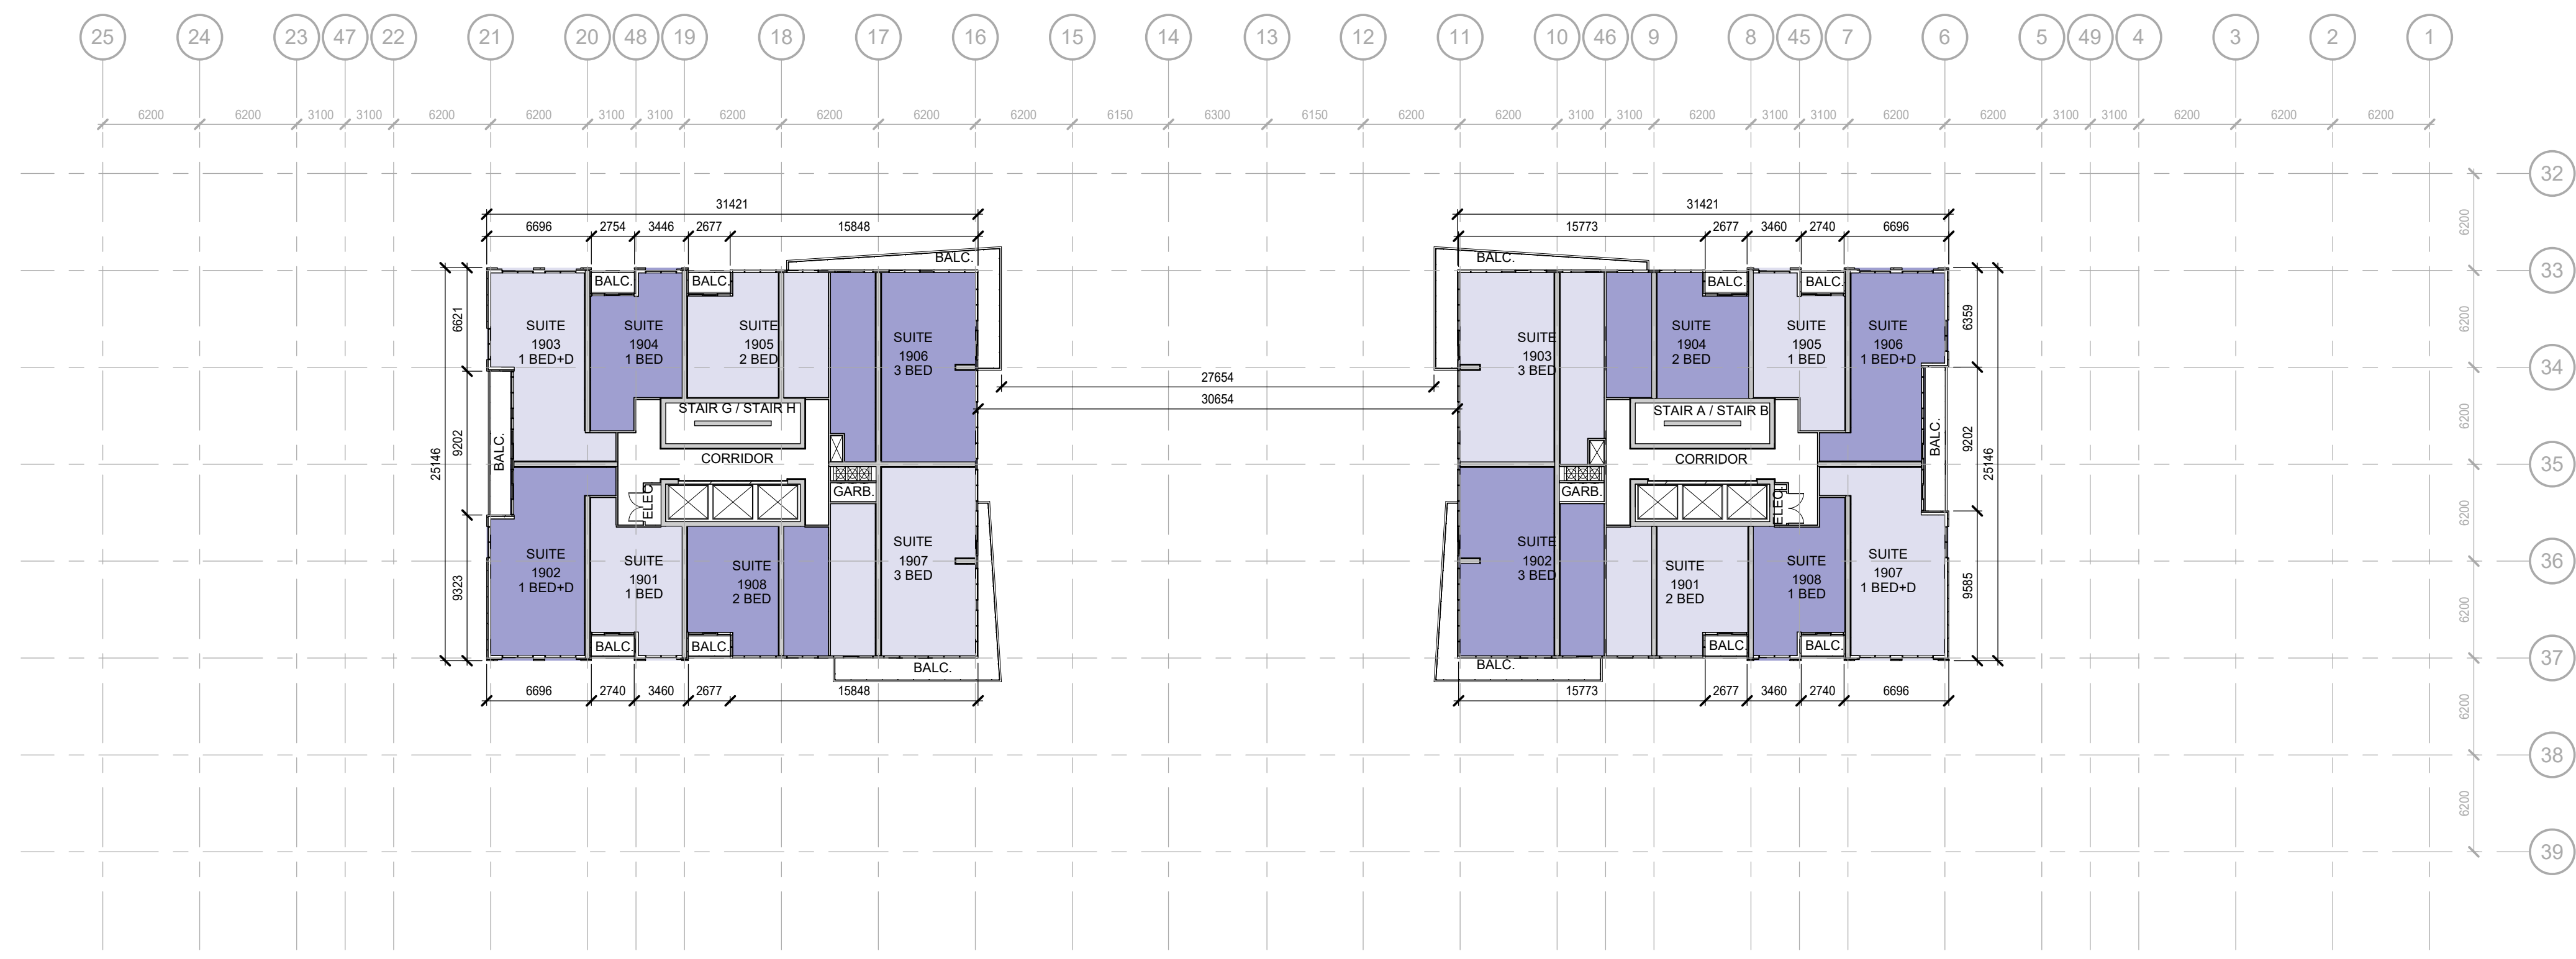 25 24 23 47 22 21 20 48 19 18 17 16 15 14 13 12 11 10 46 9 8 45 7 6 5 49 4 3 2 1
6200 6200 3100 3100 6200 6200 3100 3100 6200 6200 6200 6200 6150 6300 6150 6200 6200 3100 3100 6200 3100 3100 6200 6200 3100 3100 6200 6200 6200
32
33
34
35
36
37
38
39
6200
6200
6200
6200
6200
6200
6200
31421
6696 2754 3446 2677 15848
BALC.
BALC.
BALC.
6621
9202
9323
25146
SUITE
1903
1 BED+D
SUITE
1904
1 BED
SUITE
1905
2 BED
SUITE
1906
3 BED
STAIR G / STAIR H
CORRIDOR
BALC.
ELEC.
GARB.
SUITE
1902
1 BED+D
SUITE
1901
1 BED
SUITE
1908
2 BED
SUITE
1907
3 BED
BALC.
BALC.
BALC.
6696 2740 3460 2677 15848
27654
30654
31421
15773 2677 3460 2740 6696
BALC.
BALC.
BALC.
SUITE
1903
3 BED
SUITE
1904
2 BED
SUITE
1905
1 BED
SUITE
1906
1 BED+D
STAIR A / STAIR B
CORRIDOR
BALC.
GARB.
ELEC.
SUITE
1902
3 BED
SUITE
1901
2 BED
SUITE
1908
1 BED
SUITE
1907
1 BED+D
BALC.
BALC.
BALC.
6359
9202
9585
25146
15773 2677 3460 2740 6696